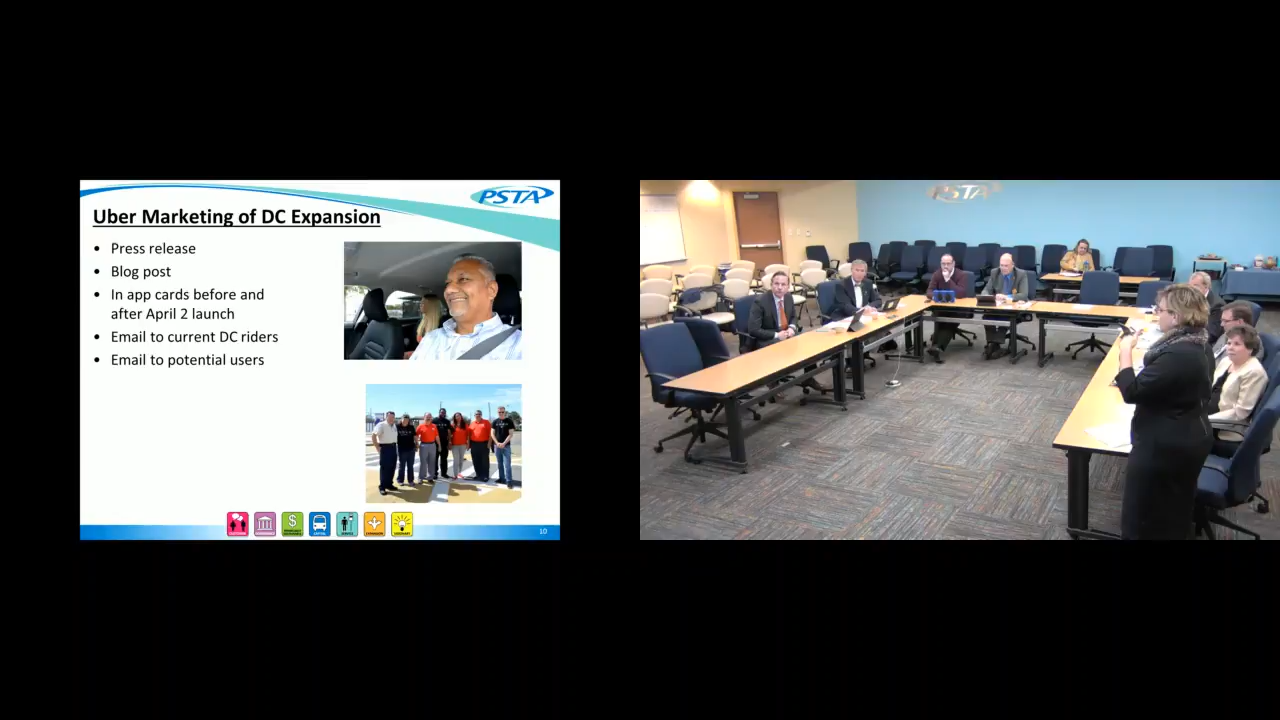 PSTA
Uber Marketing of DC Expansion
• Press release
• Blog post
• In app cards before and
after April 2 launch
• Email to current DC riders
• Email to potential users
$
10
PSTA